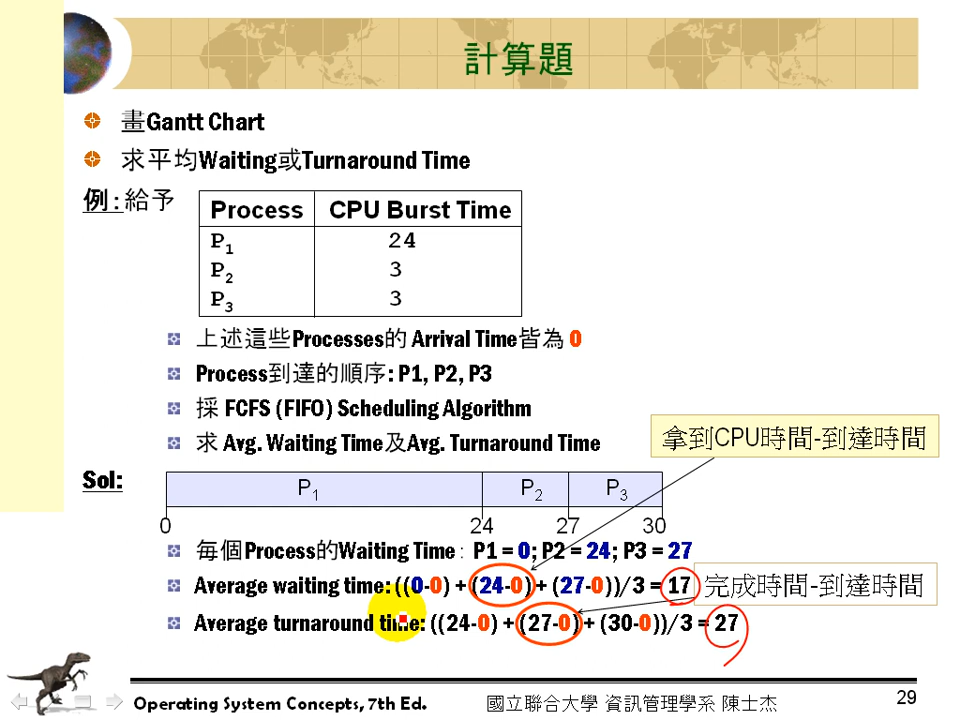 計算題
畫Gantt Chart
求平均Waiting或Turnaround Time
例:給予
Process CPU Burst Time
P1 24
P2 3
P3 3
上述這些Processes的 Arrival Time皆為 0
Process到達的順序: P1, P2, P3
採 FCFS (FIFO) Scheduling Algorithm
求 Avg. Waiting Time及Avg. Turnaround Time
拿到CPU時間-到達時間
Sol:
P1 P2 P3
0 24 27 30
每個Process的Waiting Time: P1 = 0; P2 = 24; P3 = 27
Average waiting time: ((0-0) + (24-0) + (27-0))/3 = 17
完成時間-到達時間
Average turnaround time: ((24-0) + (27-0) + (30-0))/3 = 27
Operating System Concepts, 7th Ed. 國立聯合大學 資訊管理學系 陳士杰 29